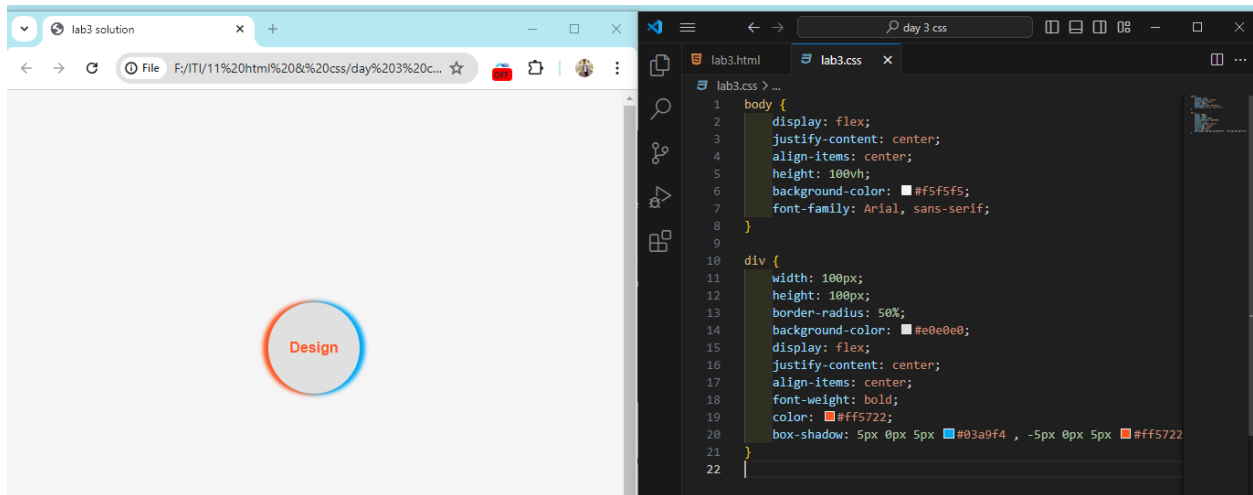 lab3 solution
File
F:/ITI/11%20html%20&%20css/day%203%20c...
OFF
Design
day 3 css
lab3.html
lab3.css
lab3.css > ...
1 body {
2 display: flex;
3 justify-content: center;
4 align-items: center;
5 height: 100vh;
6 background-color: #f5f5f5;
7 font-family: Arial, sans-serif;
8 }
9
10 div {
11 width: 100px;
12 height: 100px;
13 border-radius: 50%;
14 background-color: #e0e0e0;
15 display: flex;
16 justify-content: center;
17 align-items: center;
18 font-weight: bold;
19 color: #ff5722;
20 box-shadow: 5px 0px 5px #03a9f4 , -5px 0px 5px #ff5722
21 }
22